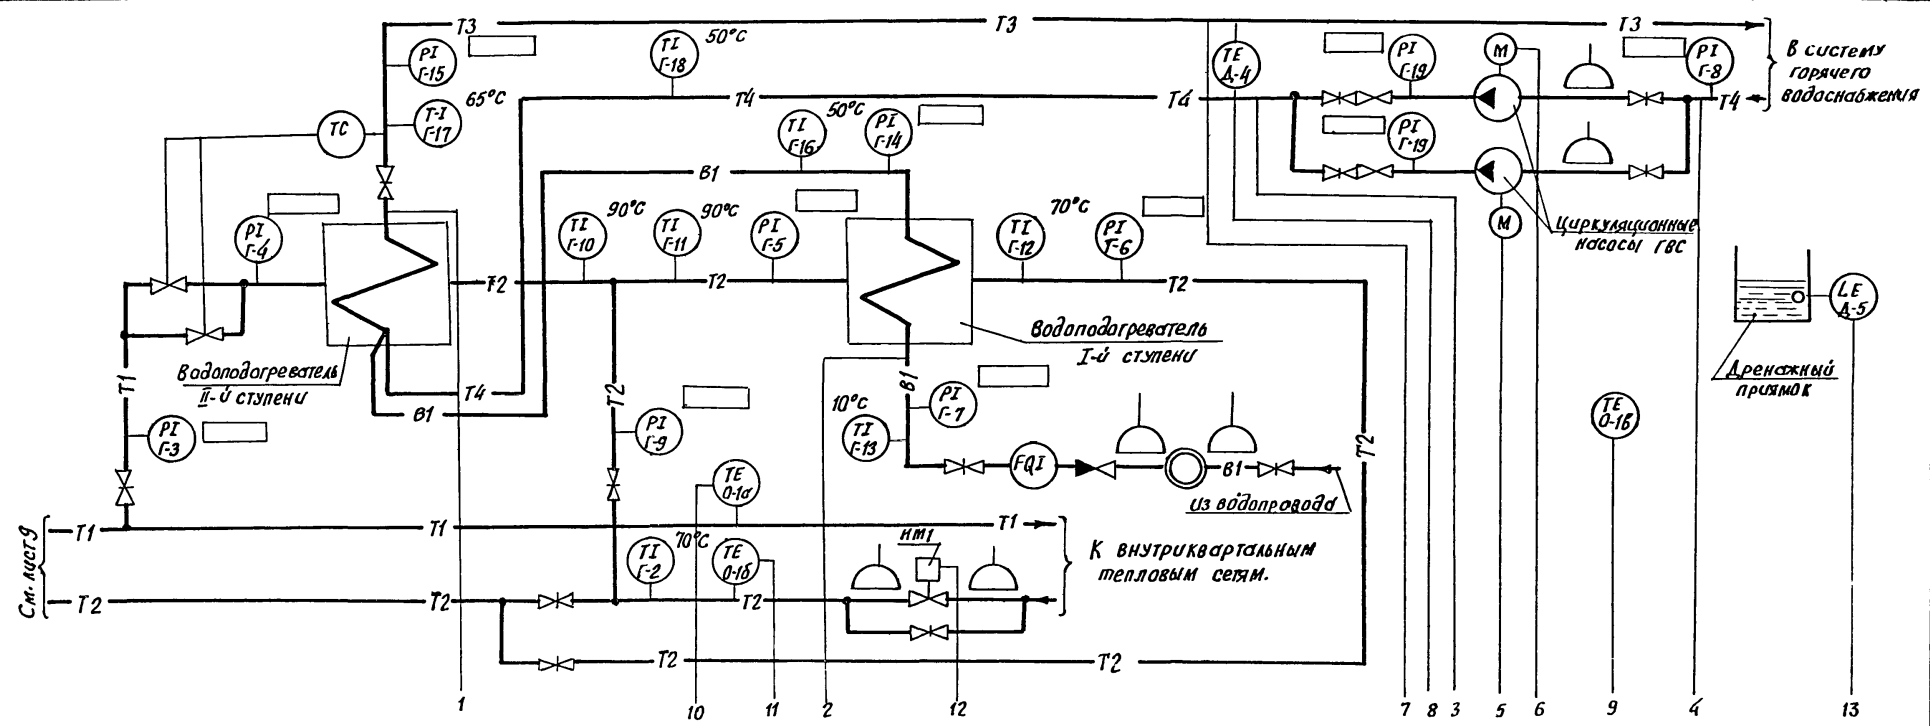 Т3
Т3
Т3
PI
Г-15
TI
Г-18
50°C
TE
Д-4
PI
Г-19
M
PI
Г-8
В систему
горячего
водоснабжения
65°C
T-I
Г-17
TC
Т4
Т4
Т4
50°C
TI
Г-16
PI
Г-14
PI
Г-19
В1
M
Циркуляционные
насосы ГВС
PI
Г-4
90°C
TI
Г-10
90°C
TI
Г-11
PI
Г-5
70°C
TI
Г-12
PI
Г-6
Т2
Т2
Т2
LE
Д-5
Водоподогреватель
I-й ступени
Водоподогреватель
II-й ступени
Дренажный
приямок
Т1
Т4
В1
Т2
В1
PI
Г-3
PI
Г-9
10°C
PI
Г-7
TI
Г-13
TE
О-1в
Т2
FQI
В1
Из водопровода
TE
О-1а
См. лист 9
Т1
Т1
Т1
70°C
TI
Г-2
TE
О-1б
ИМ1
К внутриквартальным
тепловым сетям.
Т2
Т2
Т2
Т2
Т2
1
10
11
2
12
7
8
3
5
6
9
4
13